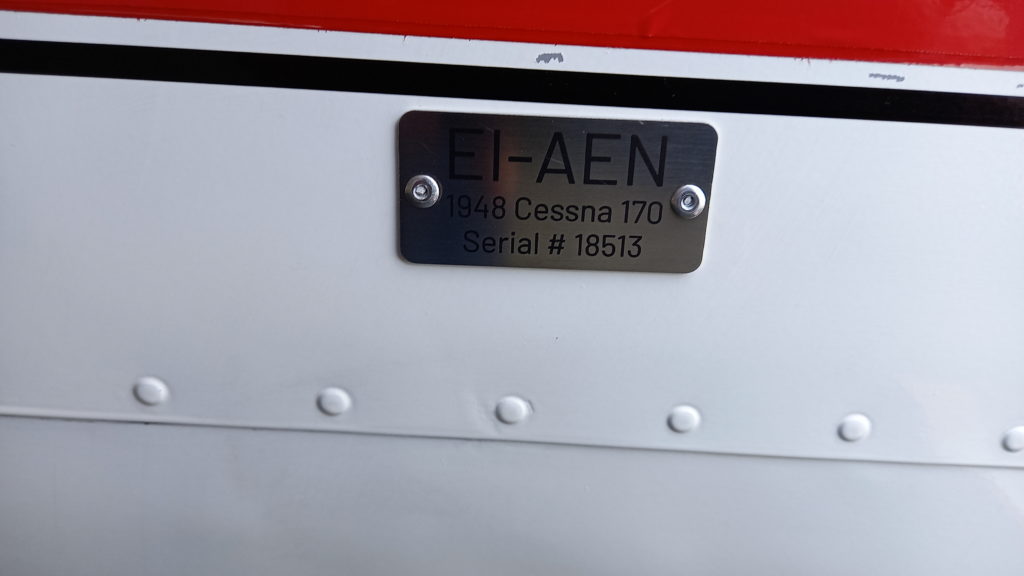 EI-AEN
1948 Cessna 170
Serial # 18513